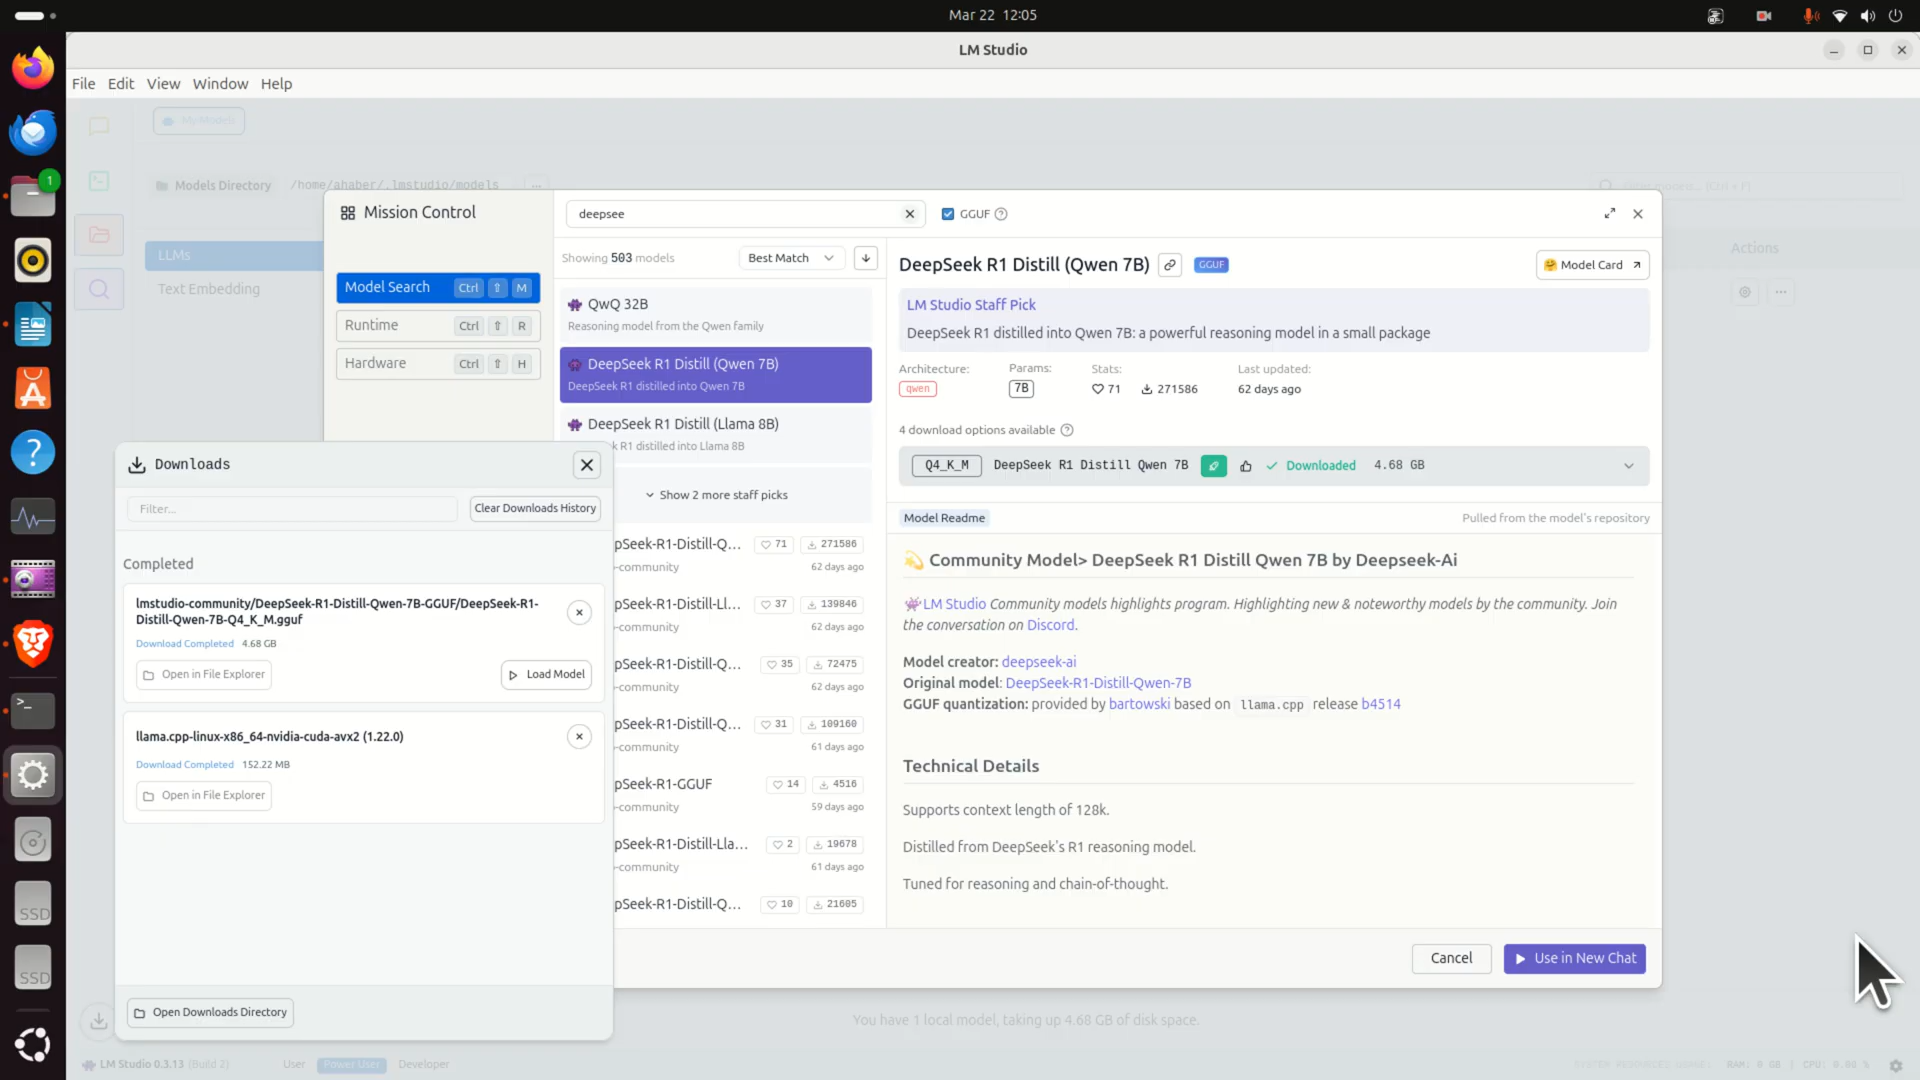 Mar 22 12:05
LM Studio
File Edit View Window Help
My Models
Models Directory /home/ahaber/.lmstudio/models ...
LLMs
Text Embedding
Actions
Mission Control
Model Search Ctrl ⇧ M
Runtime Ctrl ⇧ R
Hardware Ctrl ⇧ H
deepsee
GGUF
Showing 503 models Best Match
QwQ 32B
Reasoning model from the Qwen family
DeepSeek R1 Distill (Qwen 7B)
DeepSeek R1 distilled into Qwen 7B
DeepSeek R1 Distill (Llama 8B)
k R1 distilled into Llama 8B
Show 2 more staff picks
pSeek-R1-Distill-Q... 71 271586
-community 62 days ago
pSeek-R1-Distill-Ll... 37 139846
-community 62 days ago
pSeek-R1-Distill-Q... 35 72475
-community 62 days ago
pSeek-R1-Distill-Q... 31 109160
-community 61 days ago
pSeek-R1-GGUF 14 4516
-community 59 days ago
pSeek-R1-Distill-Lla... 2 19678
-community 61 days ago
pSeek-R1-Distill-Q... 10 21605
DeepSeek R1 Distill (Qwen 7B) GGUF
Model Card
LM Studio Staff Pick
DeepSeek R1 distilled into Qwen 7B: a powerful reasoning model in a small package
Architecture: Params: Stats: Last updated:
qwen 7B 71 271586 62 days ago
4 download options available
Q4_K_M DeepSeek R1 Distill Qwen 7B Downloaded 4.68 GB
Model Readme Pulled from the model's repository
Community Model> DeepSeek R1 Distill Qwen 7B by Deepseek-Ai
LM Studio Community models highlights program. Highlighting new & noteworthy models by the community. Join
the conversation on Discord.
Model creator: deepseek-ai
Original model: DeepSeek-R1-Distill-Qwen-7B
GGUF quantization: provided by bartowski based on llama.cpp release b4514
Technical Details
Supports context length of 128k.
Distilled from DeepSeek's R1 reasoning model.
Tuned for reasoning and chain-of-thought.
Cancel Use in New Chat
Downloads
Filter... Clear Downloads History
Completed
lmstudio-community/DeepSeek-R1-Distill-Qwen-7B-GGUF/DeepSeek-R1-
Distill-Qwen-7B-Q4_K_M.gguf
Download Completed 4.68 GB
Open in File Explorer Load Model
llama.cpp-linux-x86_64-nvidia-cuda-avx2 (1.22.0)
Download Completed 152.22 MB
Open in File Explorer
Open Downloads Directory
You have 1 local model, taking up 4.68 GB of disk space.
LM Studio 0.3.13 (Build 2) User Power User Developer
RAM: 0 GB | CPU: 0.00 %
1
SSD
SSD